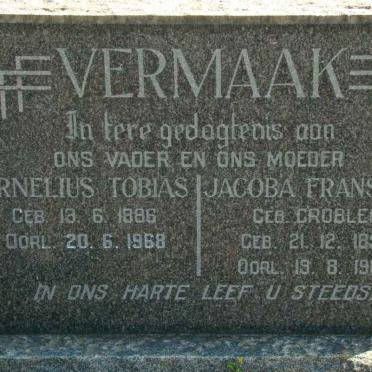 VERMAAK
In tere gedagtenis aan
ONS VADER EN ONS MOEDER
RNELIUS TOBIAS JACOBA FRANS
GEB. 13. 6. 1886 GEB. GROBLE
OORL. 20. 6. 1968 GEB. 21. 12. 18
OORL. 19. 8. 19
IN ONS HARTE LEEF U STEEDS